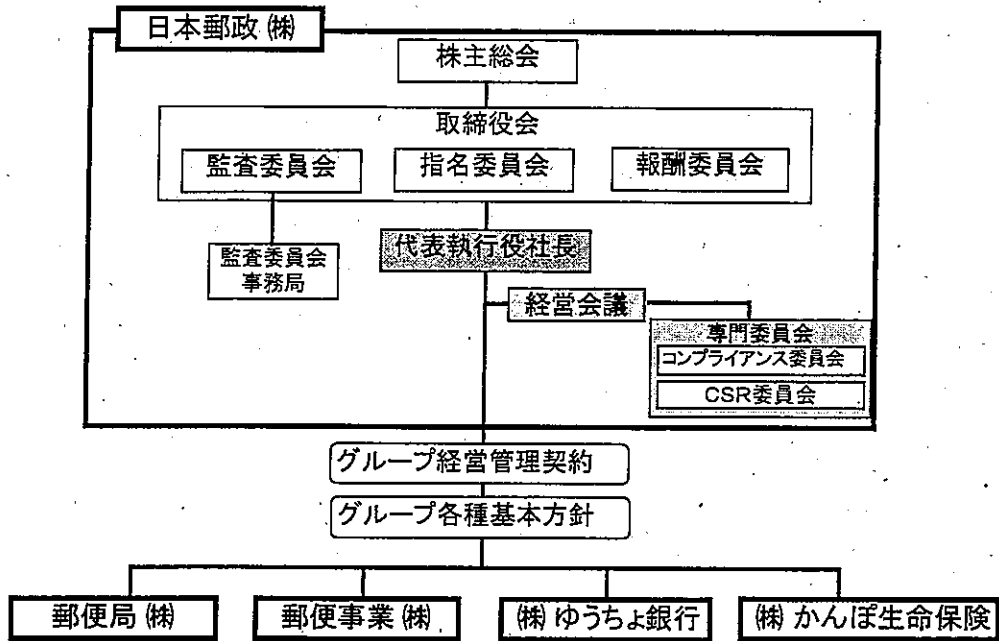 日本郵政 ㈱
株主総会
取締役会
監査委員会
指名委員会
報酬委員会
代表執行役社長
監査委員会
事務局
経営会議
専門委員会
コンプライアンス委員会
CSR委員会
グループ経営管理契約
グループ各種基本方針
郵便局 ㈱
郵便事業 ㈱
㈱ ゆうちょ銀行
㈱ かんぽ生命保険